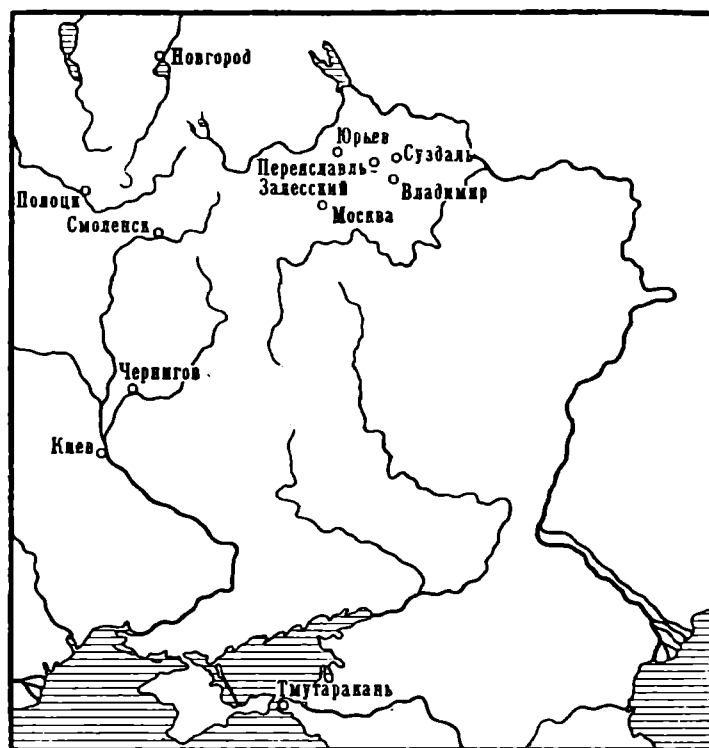 Новгород
Юрьев
Суздаль
Переяславль-
Залесский
Владимир
Москва
Полоцк
Смоленск
Чернигов
Киев
Тмутаракань